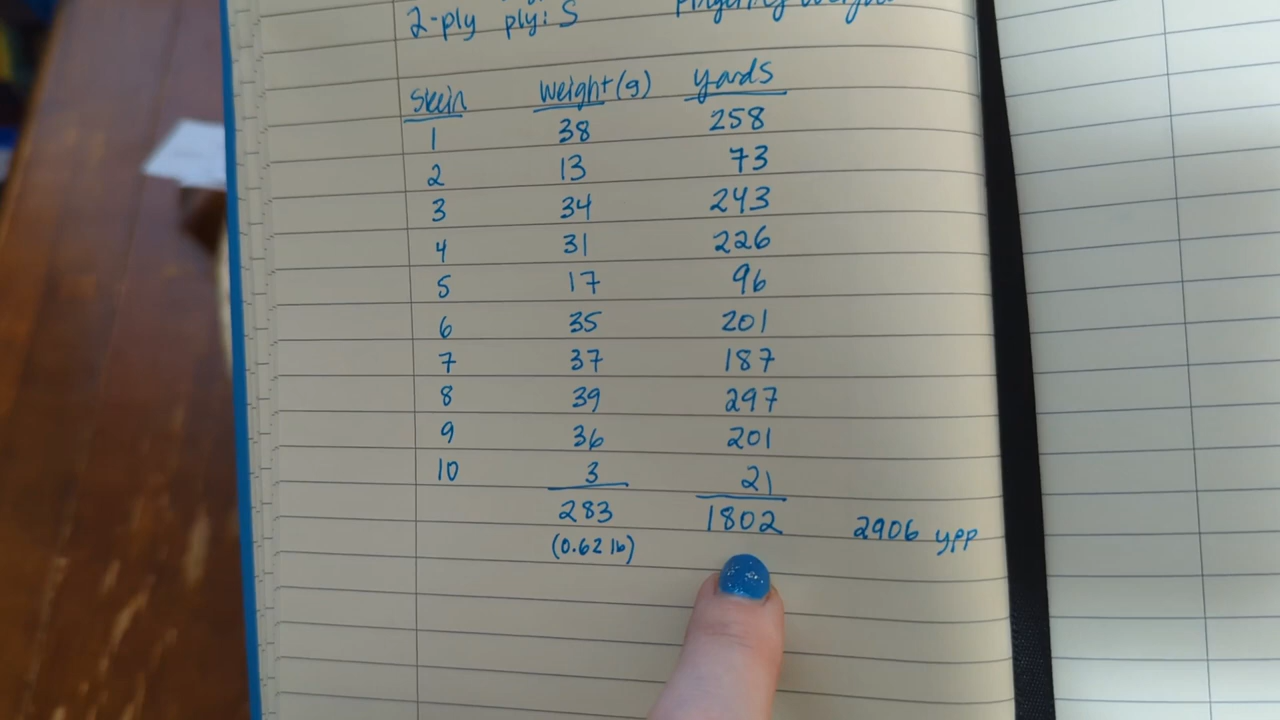 2-ply ply: S fingering weight
skein weight(g) yards
1 38 258
2 13 73
3 34 243
4 31 226
5 17 96
6 35 201
7 37 187
8 39 297
9 36 201
10 3 21
283 1802 2906 ypp
(0.62 lb)